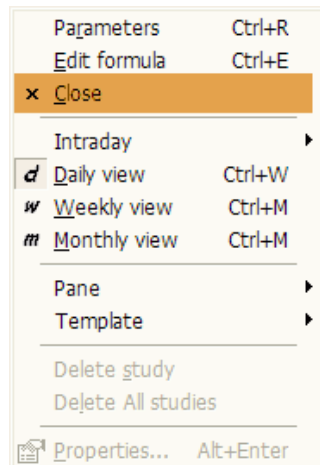 Parameters Ctrl+R
Edit formula Ctrl+E
× Close
Intraday
d Daily view Ctrl+W
w Weekly view Ctrl+M
m Monthly view Ctrl+M
Pane
Template
Delete study
Delete All studies
Properties... Alt+Enter